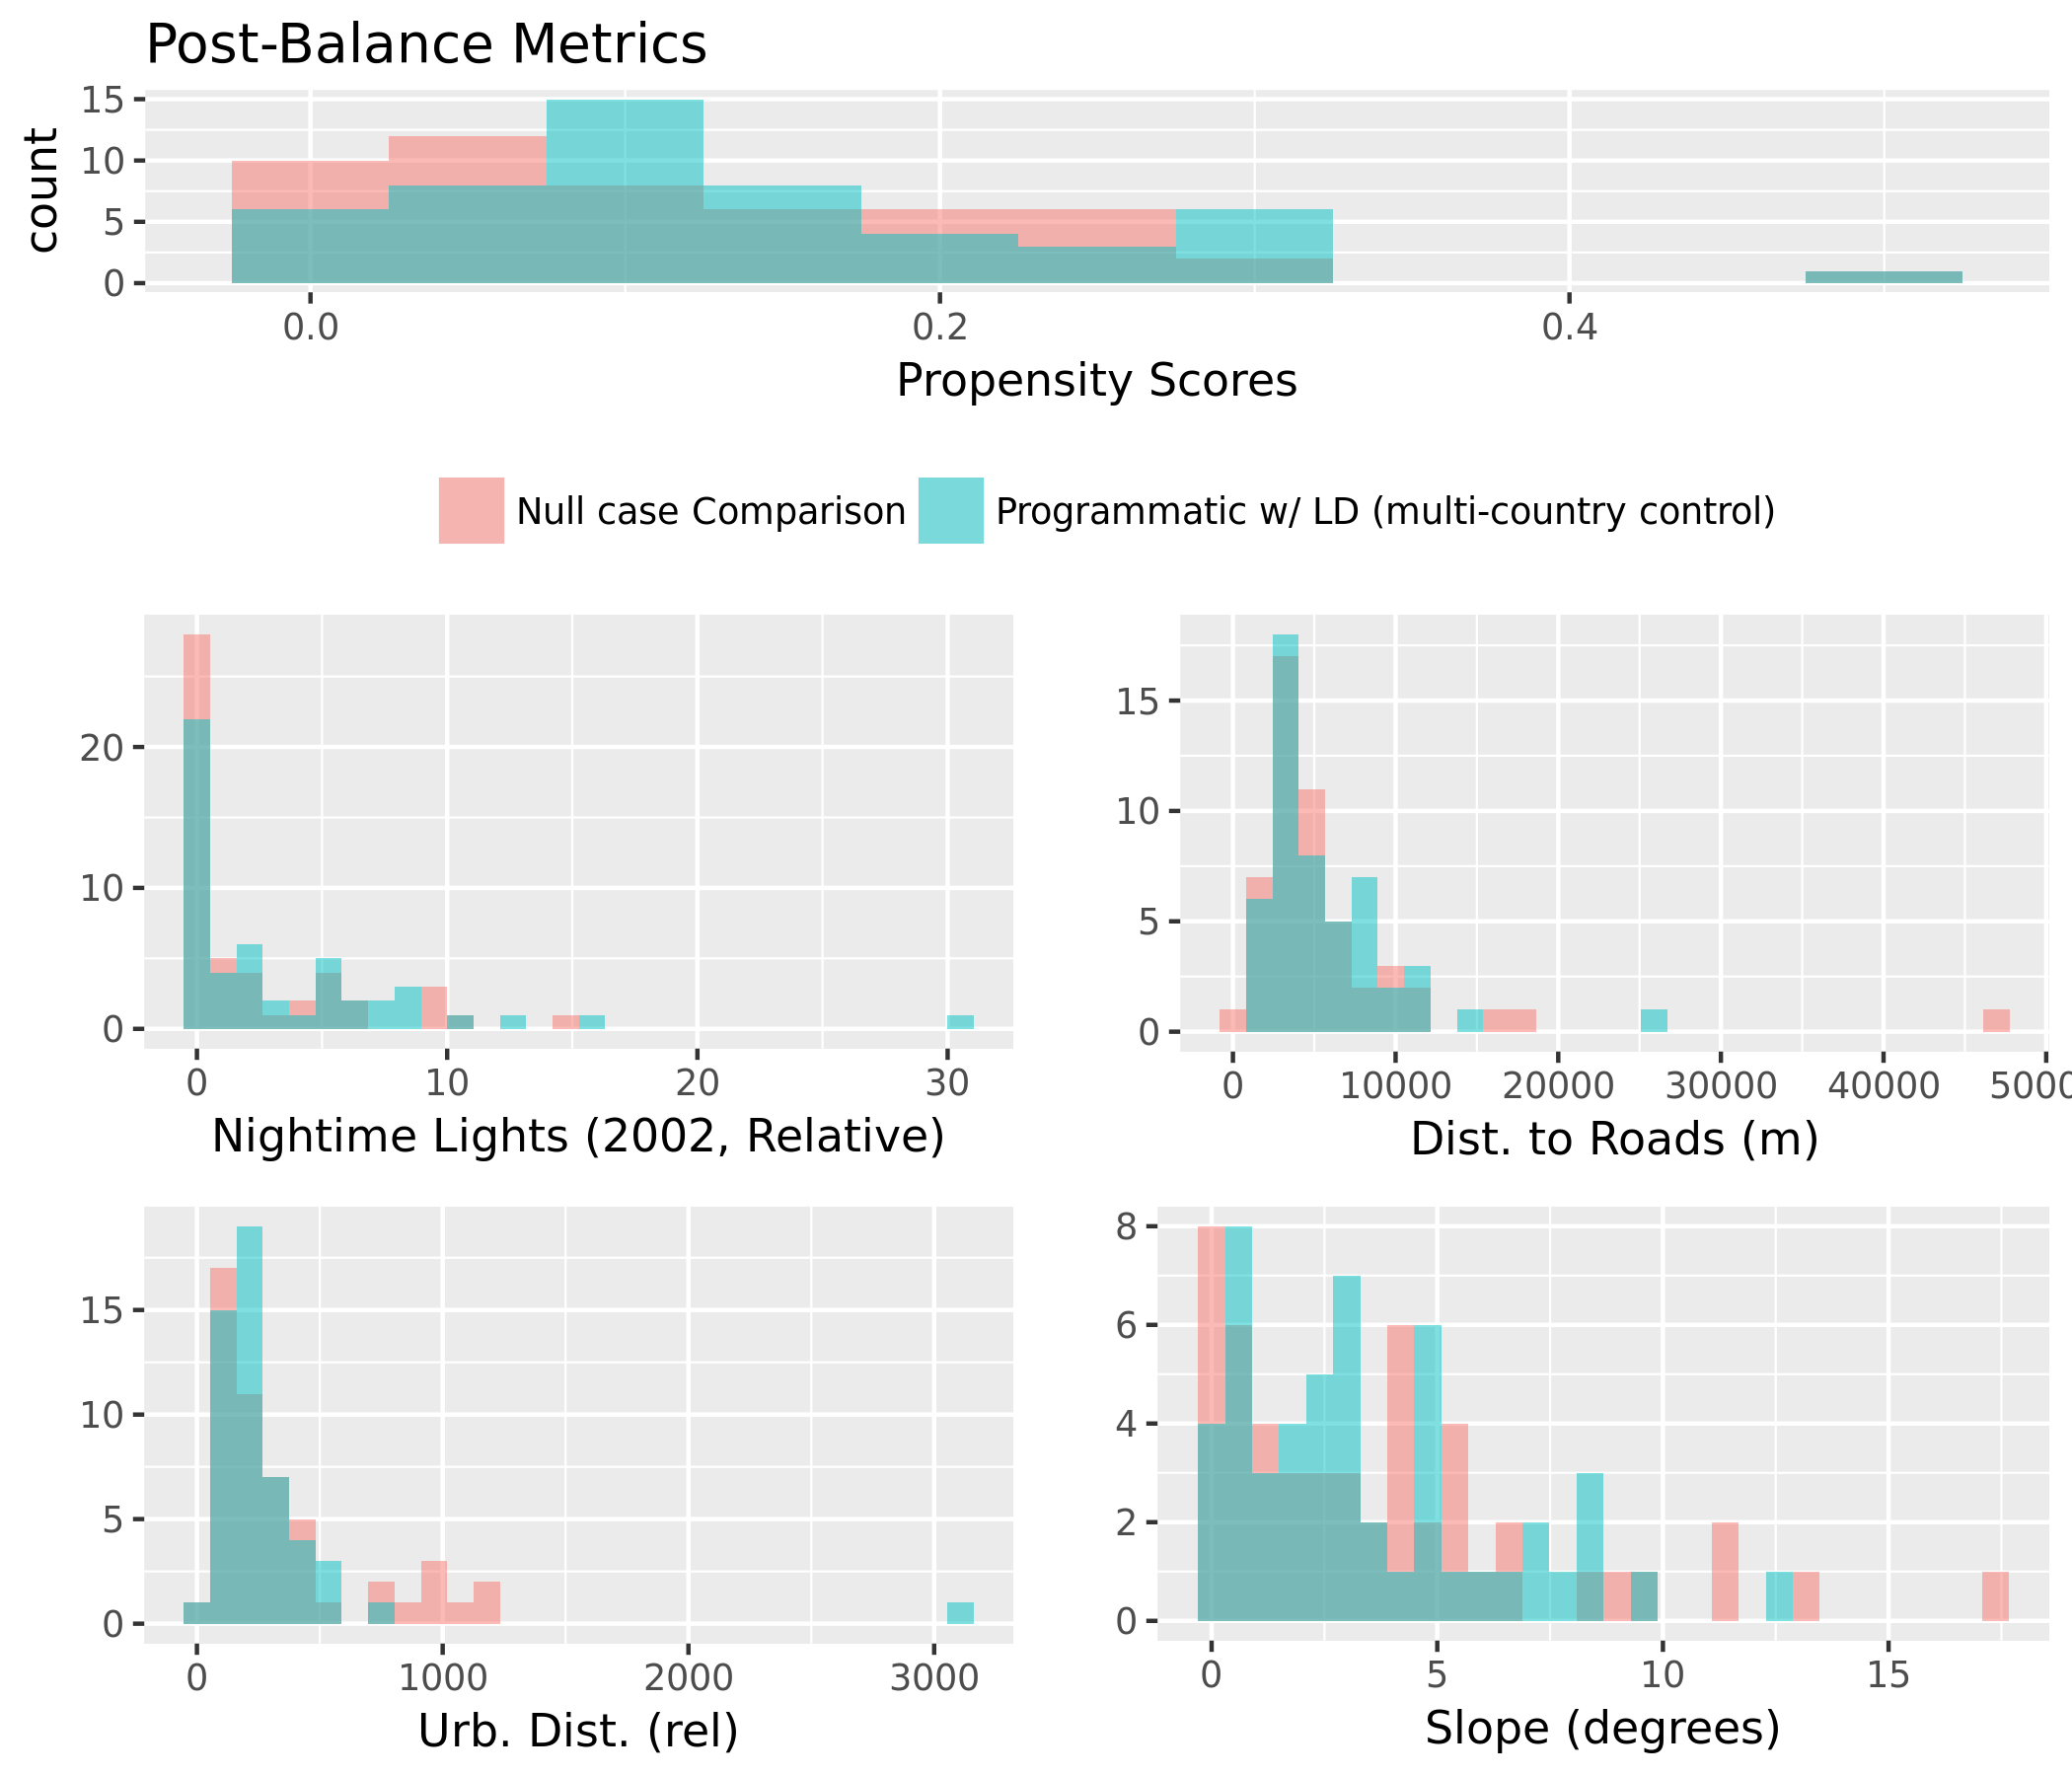 Post-Balance Metrics
count
15
10
5
0
0.0 0.2 0.4
Propensity Scores
Null case Comparison Programmatic w/ LD (multi-country control)
20
10
0
0 10 20 30
Nightime Lights (2002, Relative)
15
10
5
0
0 10000 20000 30000 40000 5000
Dist. to Roads (m)
15
10
5
0
0 1000 2000 3000
Urb. Dist. (rel)
8
6
4
2
0
0 5 10 15
Slope (degrees)